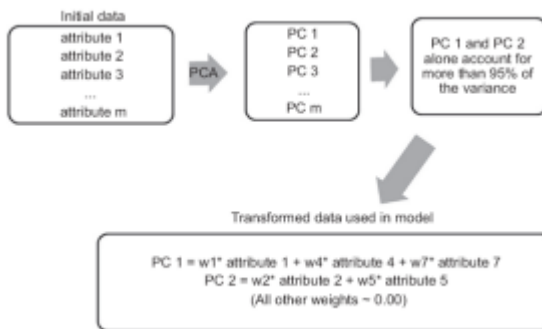 Initial data
attribute 1
attribute 2
attribute 3
...
attribute m
PCA
PC 1
PC 2
PC 3
...
PC m
PC 1 and PC 2
alone account for
more than 95% of
the variance
Transformed data used in model
PC 1 = w1* attribute 1 + w4* attribute 4 + w7* attribute 7
PC 2 = w2* attribute 2 + w5* attribute 5
(All other weights ~ 0.00)